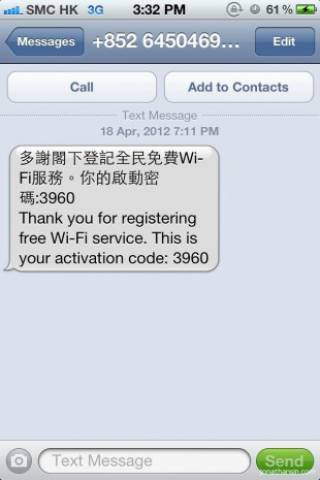 SMC HK 3G 3:32 PM 61%
Messages +852 6450469... Edit
Call Add to Contacts
Text Message
18 Apr, 2012 7:11 PM
多謝閣下登記全民免費Wi-
Fi服務。你的啟動密
碼:3960
Thank you for registering
free Wi-Fi service. This is
your activation code: 3960
Text Message Send